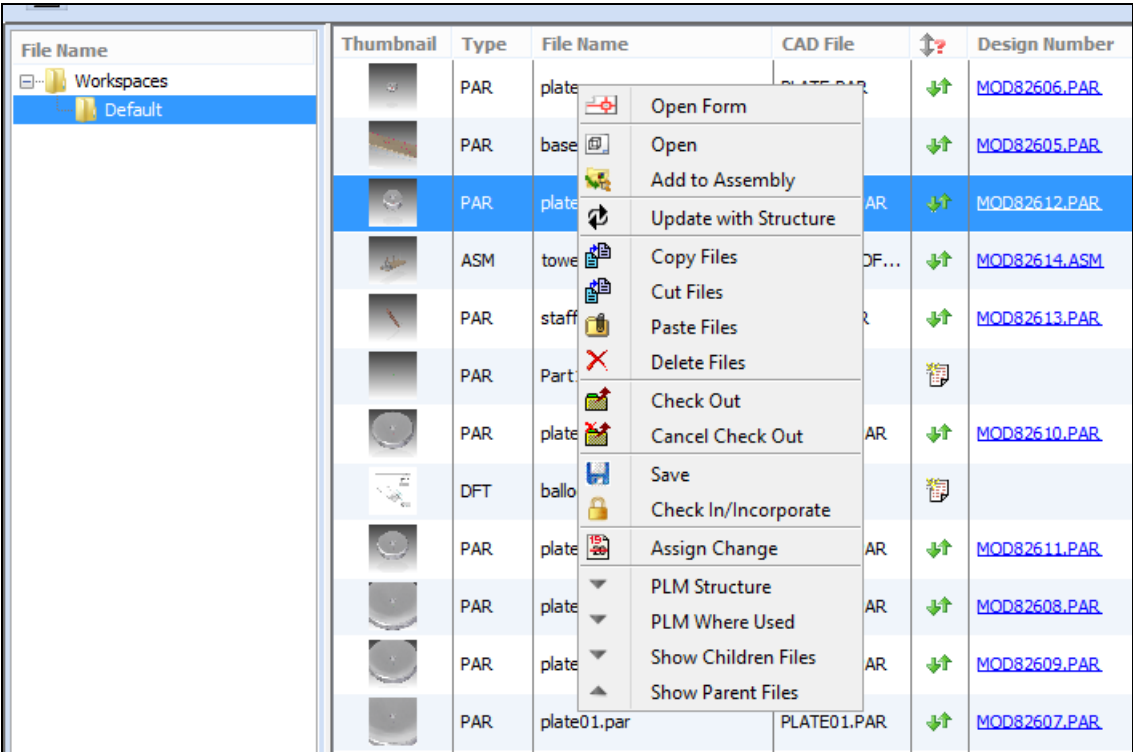 File Name
Workspaces
Default
Thumbnail Type File Name CAD File Design Number
PAR plate PLATE.PAR MOD82606.PAR
PAR base MOD82605.PAR
PAR plate AR MOD82612.PAR
ASM towe DF... MOD82614.ASM
PAR staff MOD82613.PAR
PAR Part
PAR plate AR MOD82610.PAR
DFT ballo
PAR plate AR MOD82611.PAR
PAR plate AR MOD82608.PAR
PAR plate AR MOD82609.PAR
PAR plate01.par PLATE01.PAR MOD82607.PAR
Open Form
Open
Add to Assembly
Update with Structure
Copy Files
Cut Files
Paste Files
Delete Files
Check Out
Cancel Check Out
Save
Check In/Incorporate
Assign Change
PLM Structure
PLM Where Used
Show Children Files
Show Parent Files